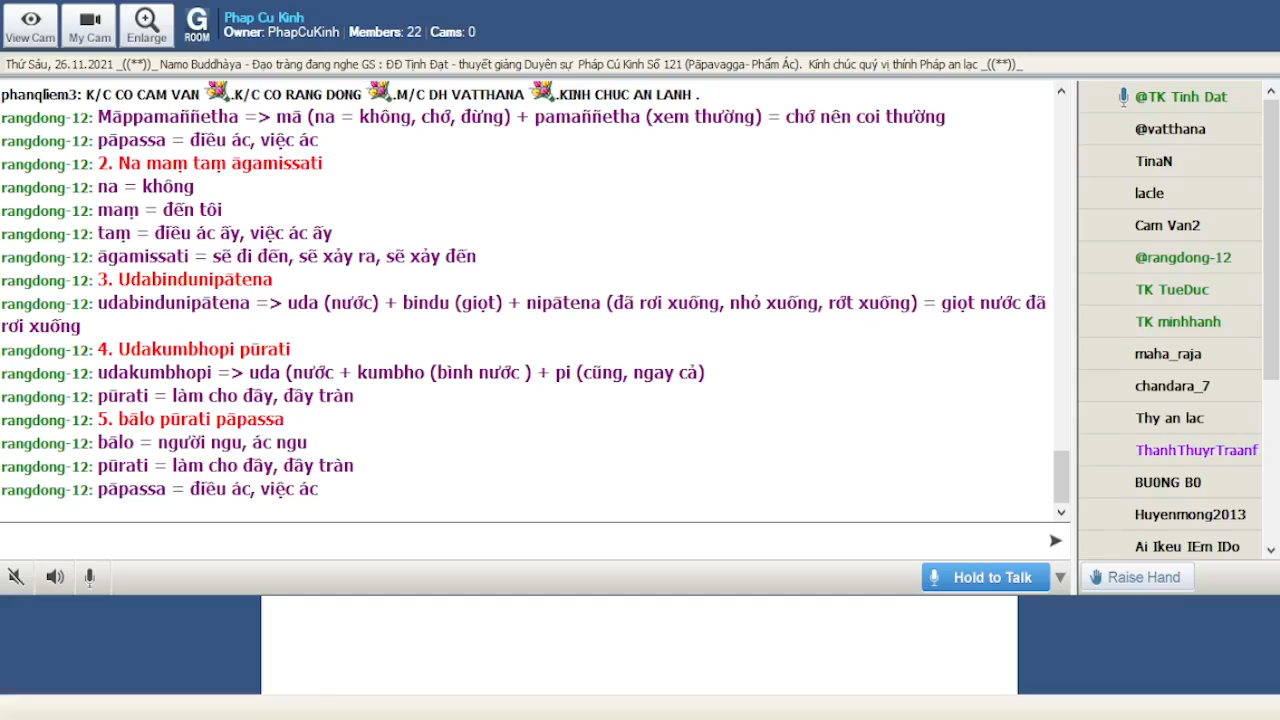 View Cam
My Cam
Enlarge
G
ROOM
Phap Cu Kinh
Owner: PhapCuKinh | Members: 22 | Cams: 0
Thứ Sáu, 26.11.2021 _((**))_ Namo Buddhàya - Đạo tràng đang nghe GS : ĐĐ Tịnh Đạt - thuyết giảng Duyên sự Pháp Cú Kinh Số 121 (Pāpavagga- Phẩm Ác). Kính chúc quý vị thính Pháp an lạc _((**))_
phanqliem3: K/C CO CAM VAN .K/C CO RANG DONG .M/C DH VATTHANA .KINH CHUC AN LANH .
rangdong-12: Māppamaññetha => mā (na = không, chớ, đừng) + pamaññetha (xem thường) = chớ nên coi thường
rangdong-12: pāpassa = điều ác, việc ác
rangdong-12: 2. Na maṃ taṃ āgamissati
rangdong-12: na = không
rangdong-12: maṃ = đến tôi
rangdong-12: taṃ = điều ác ấy, việc ác ấy
rangdong-12: āgamissati = sẽ đi đến, sẽ xảy ra, sẽ xảy đến
rangdong-12: 3. Udabindunipātena
rangdong-12: udabindunipātena => uda (nước) + bindu (giọt) + nipātena (đã rơi xuống, nhỏ xuống, rớt xuống) = giọt nước đã
rơi xuống
rangdong-12: 4. Udakumbhopi pūrati
rangdong-12: udakumbhopi => uda (nước + kumbho (bình nước ) + pi (cũng, ngay cả)
rangdong-12: pūrati = làm cho đầy, đầy tràn
rangdong-12: 5. bālo pūrati pāpassa
rangdong-12: bālo = người ngu, ác ngu
rangdong-12: pūrati = làm cho đầy, đầy tràn
rangdong-12: pāpassa = điều ác, việc ác
@TK Tinh Dat
@vatthana
TinaN
lacle
Cam Van2
@rangdong-12
TK TueDuc
TK minhhanh
maha_raja
chandara_7
Thy an lac
ThanhThuyrTraanf
BU0NG B0
Huyenmong2013
Ai Ikeu IEm IDo
Hold to Talk
Raise Hand